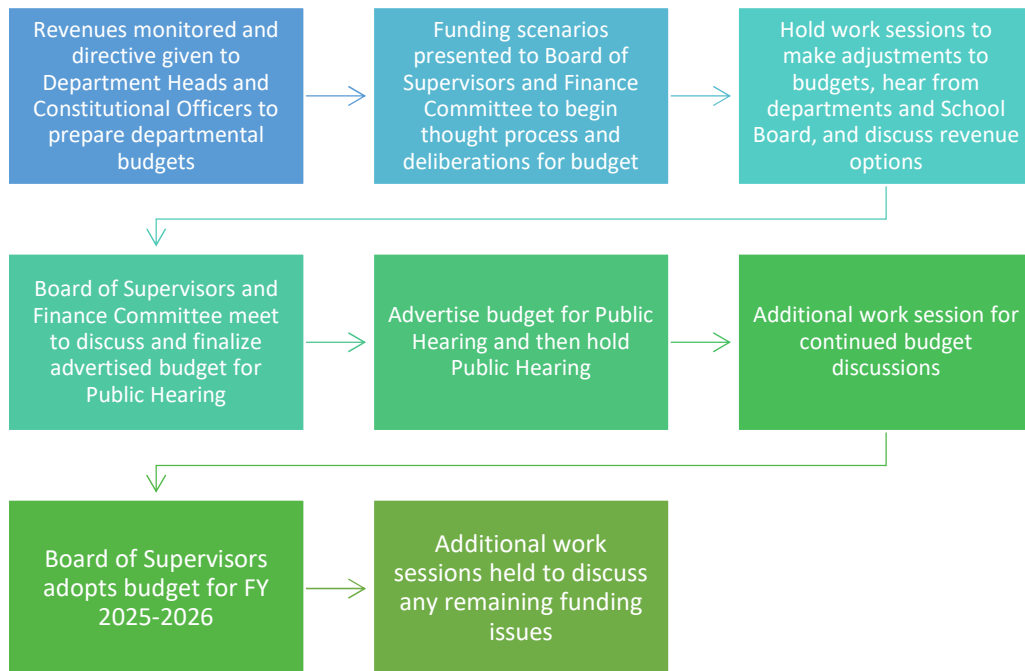 Revenues monitored and
directive given to
Department Heads and
Constitutional Officers to
prepare departmental
budgets
Funding scenarios
presented to Board of
Supervisors and Finance
Committee to begin
thought process and
deliberations for budget
Hold work sessions to
make adjustments to
budgets, hear from
departments and School
Board, and discuss revenue
options
Board of Supervisors and
Finance Committee meet
to discuss and finalize
advertised budget for
Public Hearing
Advertise budget for Public
Hearing and then hold
Public Hearing
Additional work session for
continued budget
discussions
Board of Supervisors
adopts budget for FY
2025-2026
Additional work
sessions held to discuss
any remaining funding
issues